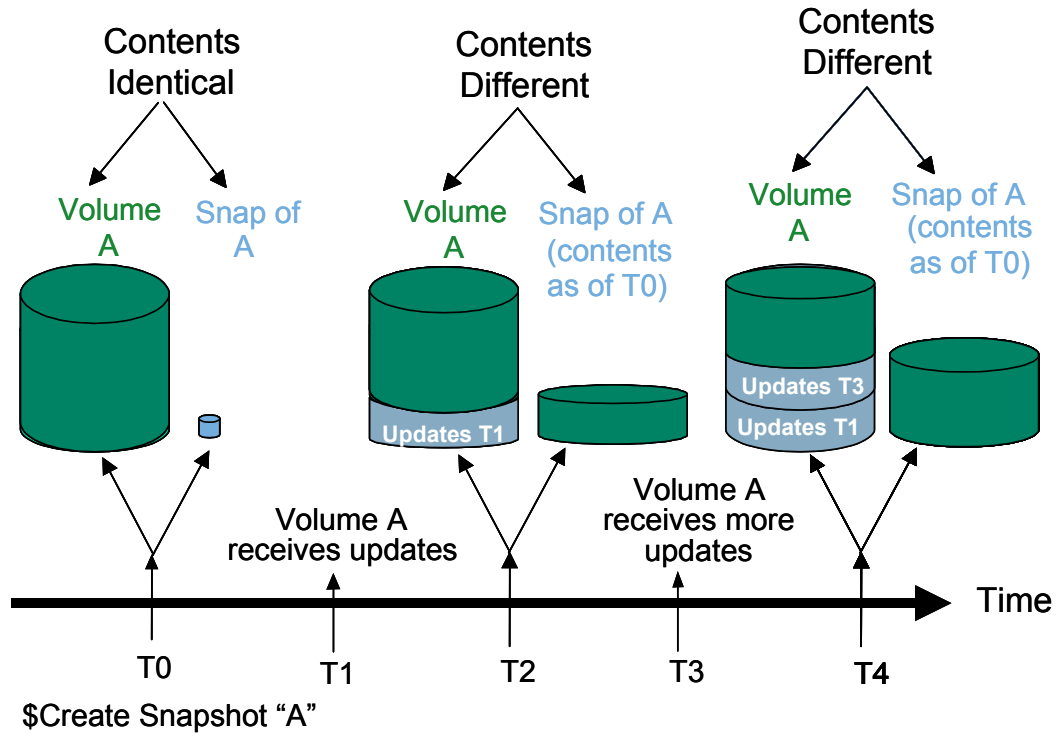 Contents
Identical
Contents
Different
Contents
Different
Volume
A
Snap of
A
Volume
A
Snap of A
(contents
as of T0)
Volume
A
Snap of A
(contents
as of T0)
Updates T1
Updates T3
Updates T1
Volume A
receives updates
Volume A
receives more
updates
Time
T0
T1
T2
T3
T4
$Create Snapshot “A”